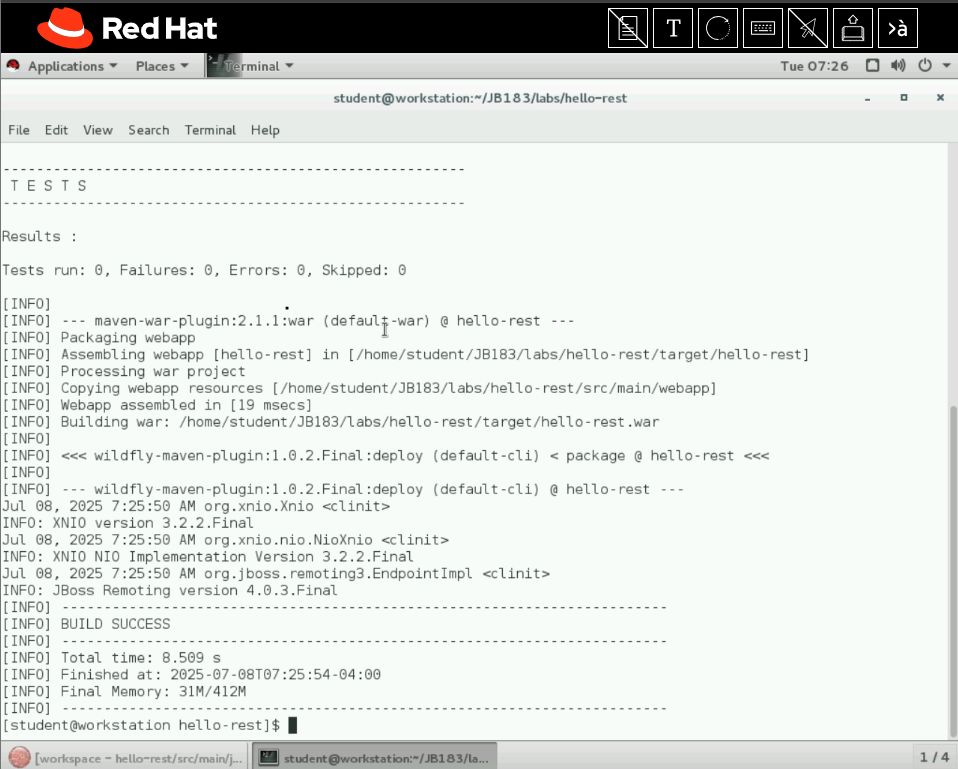 Red Hat
T
>à
Applications Places Terminal Tue 07:26
student@workstation:~/JB183/labs/hello-rest
File Edit View Search Terminal Help
-------------------------------------------------------
T E S T S
-------------------------------------------------------
Results :
Tests run: 0, Failures: 0, Errors: 0, Skipped: 0
[INFO]
[INFO] --- maven-war-plugin:2.1.1:war (default-war) @ hello-rest ---
[INFO] Packaging webapp
[INFO] Assembling webapp [hello-rest] in [/home/student/JB183/labs/hello-rest/target/hello-rest]
[INFO] Processing war project
[INFO] Copying webapp resources [/home/student/JB183/labs/hello-rest/src/main/webapp]
[INFO] Webapp assembled in [19 msecs]
[INFO] Building war: /home/student/JB183/labs/hello-rest/target/hello-rest.war
[INFO]
[INFO] <<< wildfly-maven-plugin:1.0.2.Final:deploy (default-cli) < package @ hello-rest <<<
[INFO]
[INFO] --- wildfly-maven-plugin:1.0.2.Final:deploy (default-cli) @ hello-rest ---
Jul 08, 2025 7:25:50 AM org.xnio.Xnio <clinit>
INFO: XNIO version 3.2.2.Final
Jul 08, 2025 7:25:50 AM org.xnio.nio.NioXnio <clinit>
INFO: XNIO NIO Implementation Version 3.2.2.Final
Jul 08, 2025 7:25:50 AM org.jboss.remoting3.EndpointImpl <clinit>
INFO: JBoss Remoting version 4.0.3.Final
[INFO] ------------------------------------------------------------------------
[INFO] BUILD SUCCESS
[INFO] ------------------------------------------------------------------------
[INFO] Total time: 8.509 s
[INFO] Finished at: 2025-07-08T07:25:54-04:00
[INFO] Final Memory: 31M/412M
[INFO] ------------------------------------------------------------------------
[student@workstation hello-rest]$
[workspace - hello-rest/src/main/j... student@workstation:~/JB183/la... 1 / 4